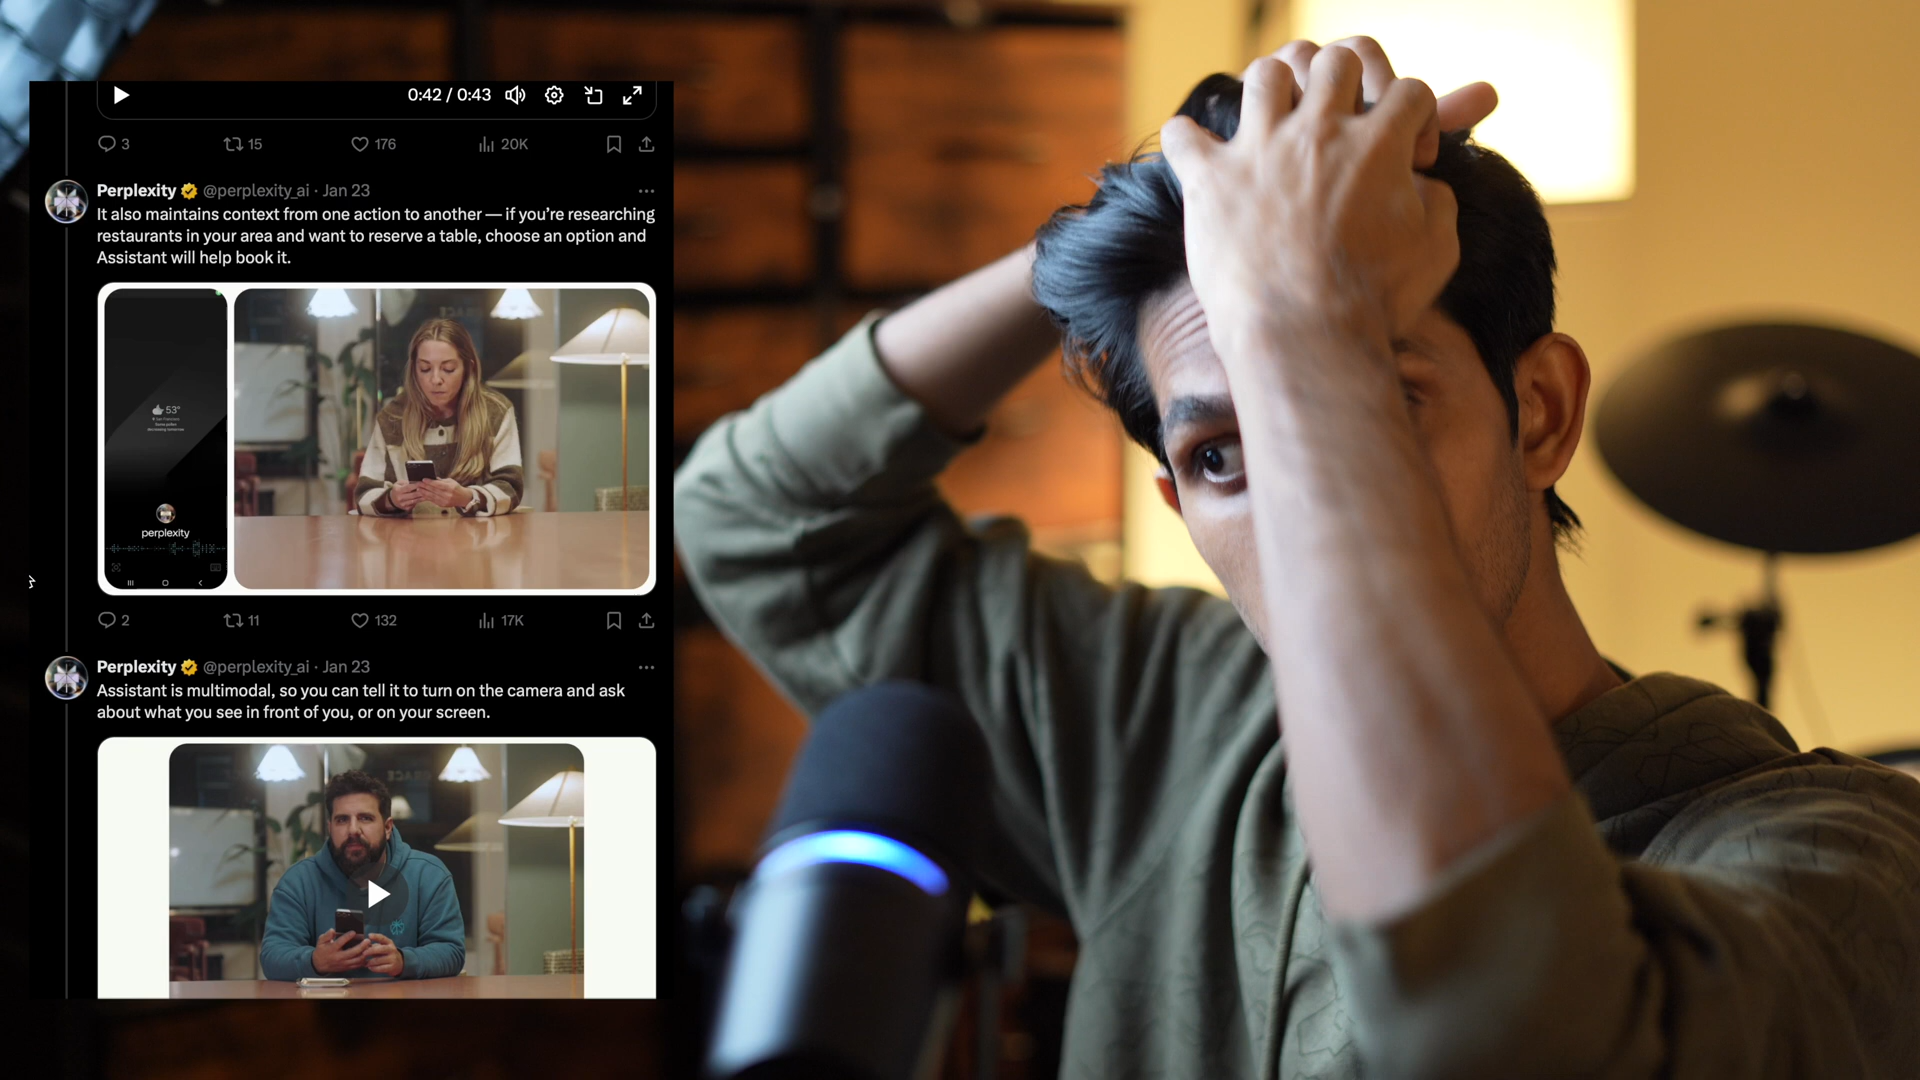 0:42 / 0:43
3 15 176 20K
Perplexity @perplexity_ai · Jan 23
It also maintains context from one action to another — if you're researching
restaurants in your area and want to reserve a table, choose an option and
Assistant will help book it.
53°
perplexity
2 11 132 17K
Perplexity @perplexity_ai · Jan 23
Assistant is multimodal, so you can tell it to turn on the camera and ask
about what you see in front of you, or on your screen.